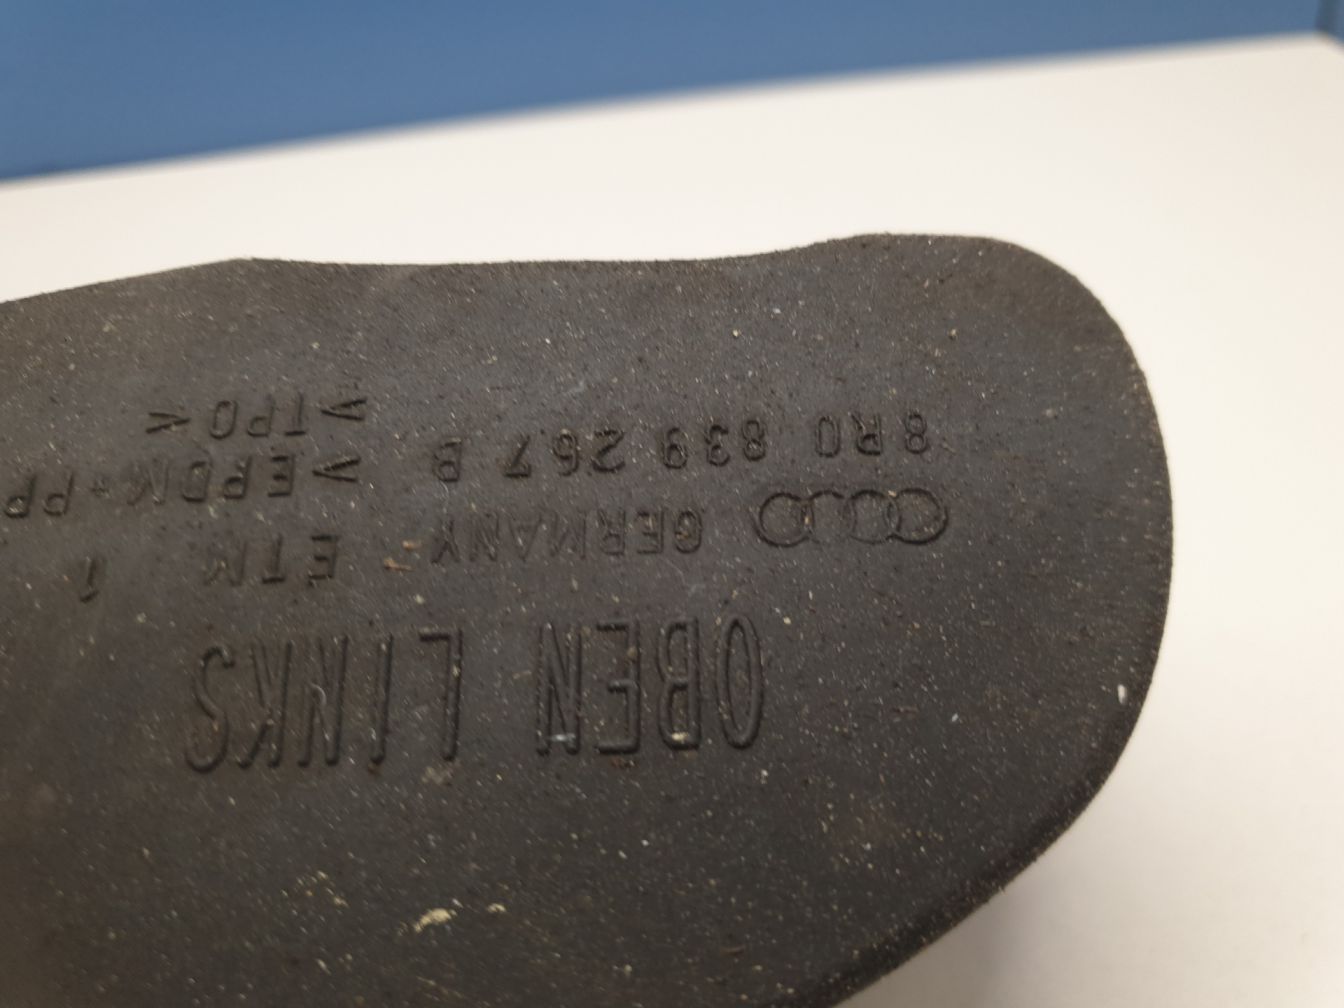 OBEN LINKS
GERMANY ETM 1
8R0 839 267 B >EPDM+PP
>TPO<